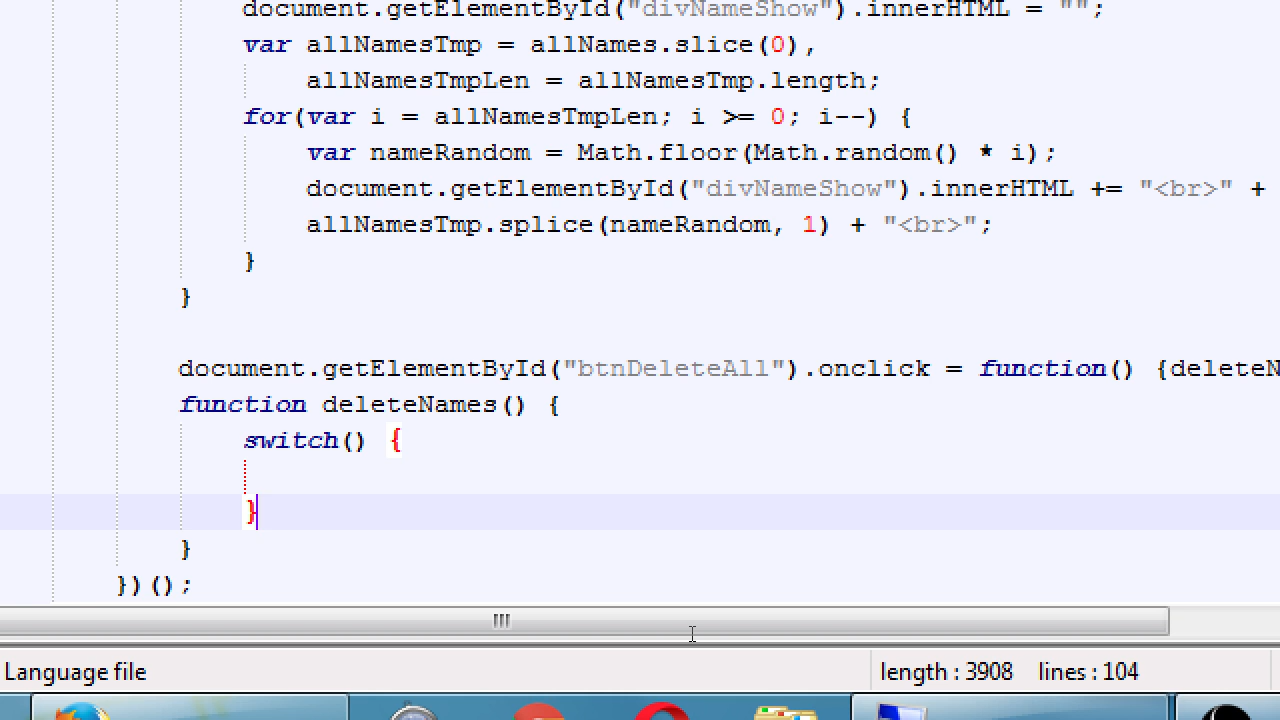 document.getElementById("divNameShow").innerHTML = "";
var allNamesTmp = allNames.slice(0),
allNamesTmpLen = allNamesTmp.length;
for(var i = allNamesTmpLen; i >= 0; i--) {
var nameRandom = Math.floor(Math.random() * i);
document.getElementById("divNameShow").innerHTML += "<br>" +
allNamesTmp.splice(nameRandom, 1) + "<br>";
}
}
document.getElementById("btnDeleteAll").onclick = function() {deleteN
function deleteNames() {
switch() {
}
}
})();
Language file
length : 3908 lines : 104